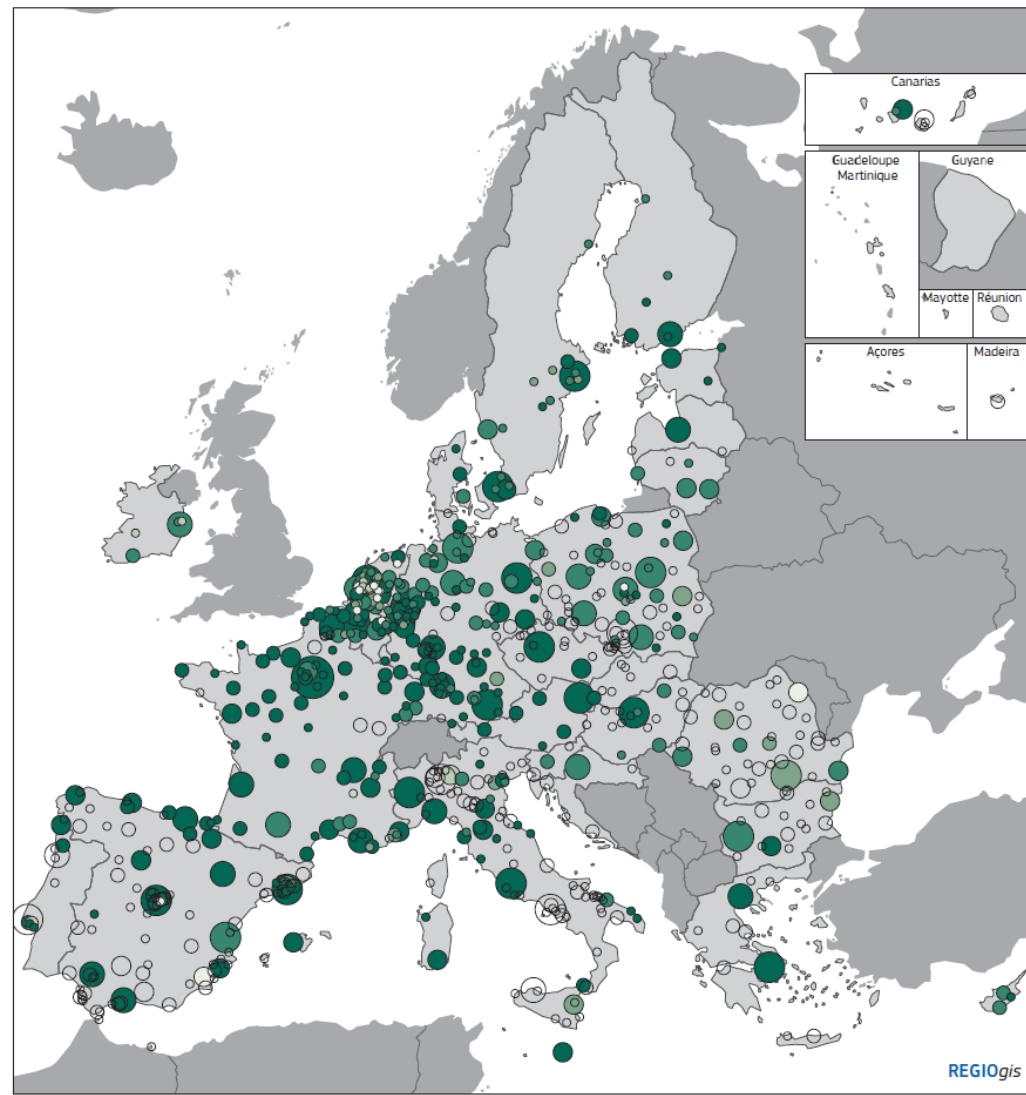 Canarias
Guadeloupe
Martinique
Guyane
Mayotte
Réunion
Açores
Madeira
REGIOgis